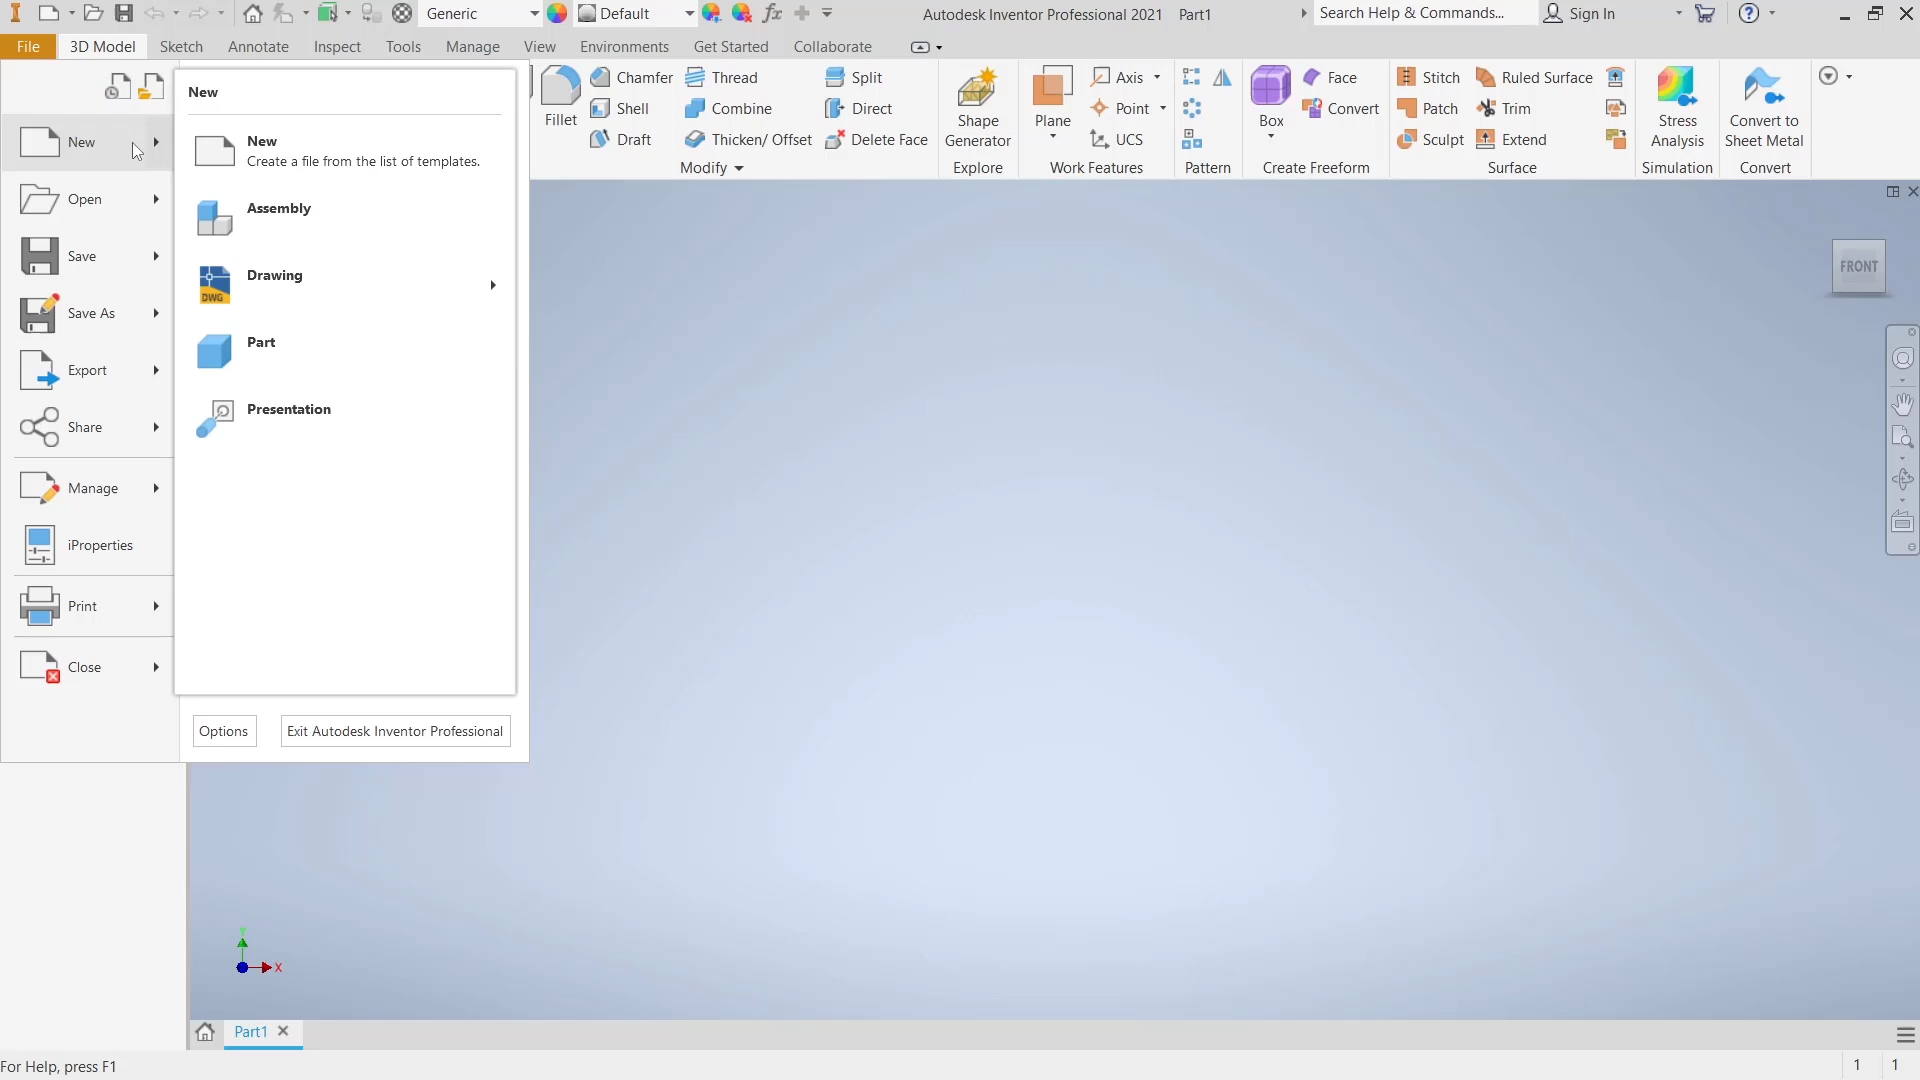 Generic
Default
Autodesk Inventor Professional 2021 Part1
Search Help & Commands...
Sign In
File
3D Model
Sketch
Annotate
Inspect
Tools
Manage
View
Environments
Get Started
Collaborate
Fillet
Chamfer
Shell
Draft
Thread
Combine
Thicken/ Offset
Split
Direct
Delete Face
Modify
Shape
Generator
Explore
Plane
Axis
Point
UCS
Work Features
Pattern
Box
Face
Convert
Create Freeform
Stitch
Patch
Sculpt
Ruled Surface
Trim
Extend
Surface
Stress
Analysis
Simulation
Convert to
Sheet Metal
Convert
New
Open
Save
Save As
Export
Share
Manage
iProperties
Print
Close
New
New
Create a file from the list of templates.
Assembly
DWG
Drawing
Part
Presentation
Options
Exit Autodesk Inventor Professional
FRONT
Y
X
Part1
For Help, press F1
1
1